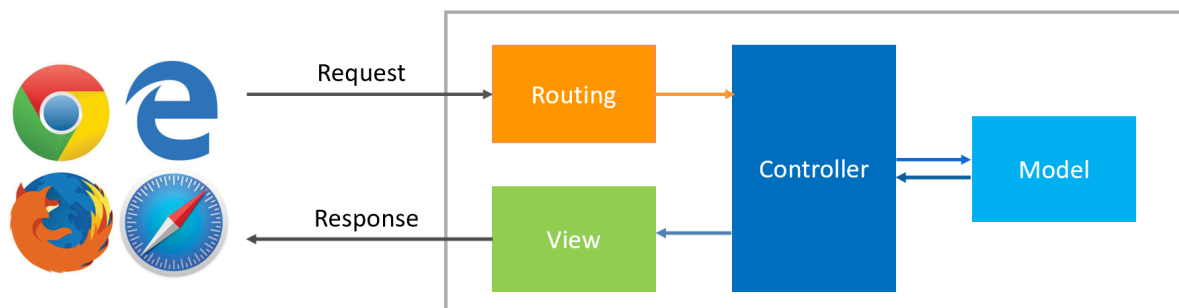 Request
Routing
Controller
Model
Response
View